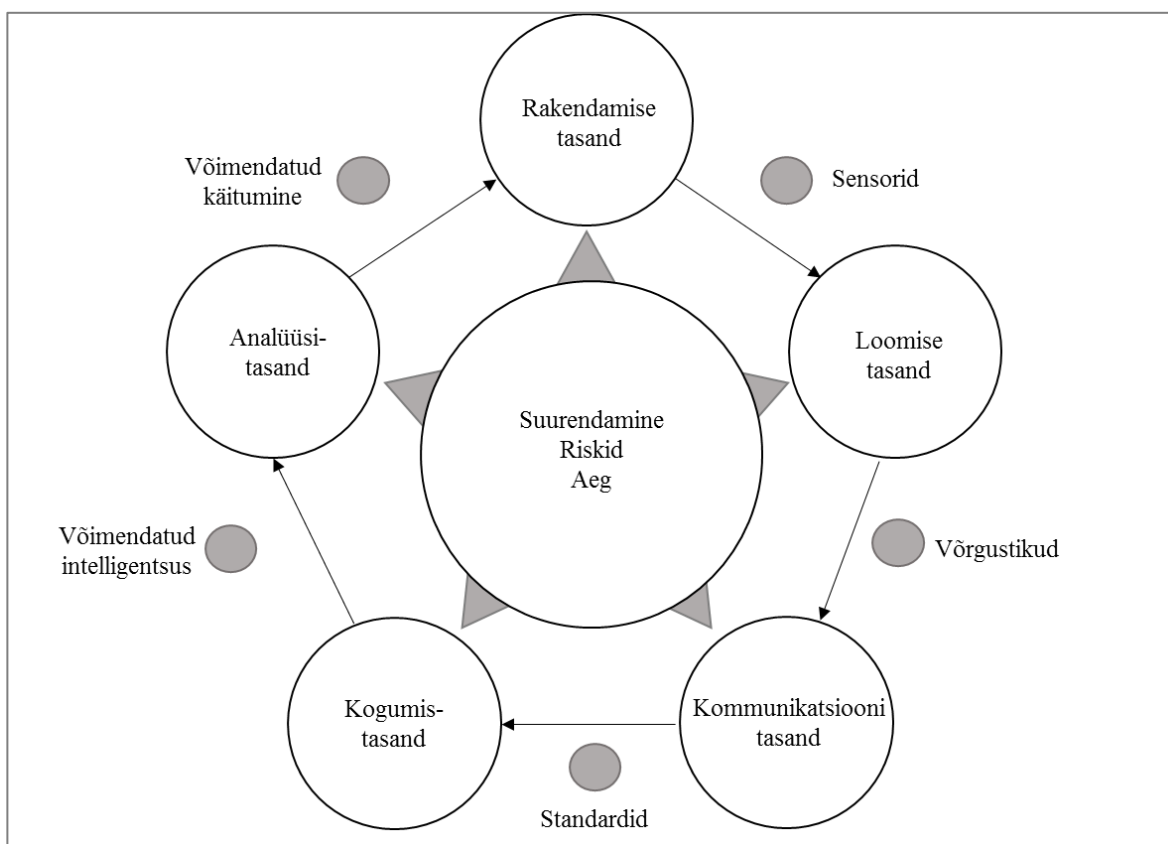 Rakendamise
tasand
Võimendatud
käitumine
Sensorid
Analüüsi-
tasand
Loomise
tasand
Suurendamine
Riskid
Aeg
Võimendatud
intelligentsus
Võrgustikud
Kogumis-
tasand
Kommunikatsiooni
tasand
Standardid